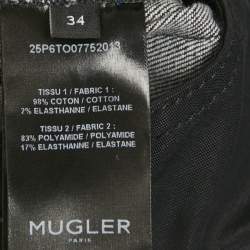 34
25P6TO07752013
TISSU 1 / FABRIC 1 :
98% COTON / COTTON
2% ELASTHANNE / ELASTANE
TISSU 2 / FABRIC 2 :
83% POLYAMIDE / POLYAMIDE
17% ELASTHANNE / ELASTANE
MUGLER
PARIS